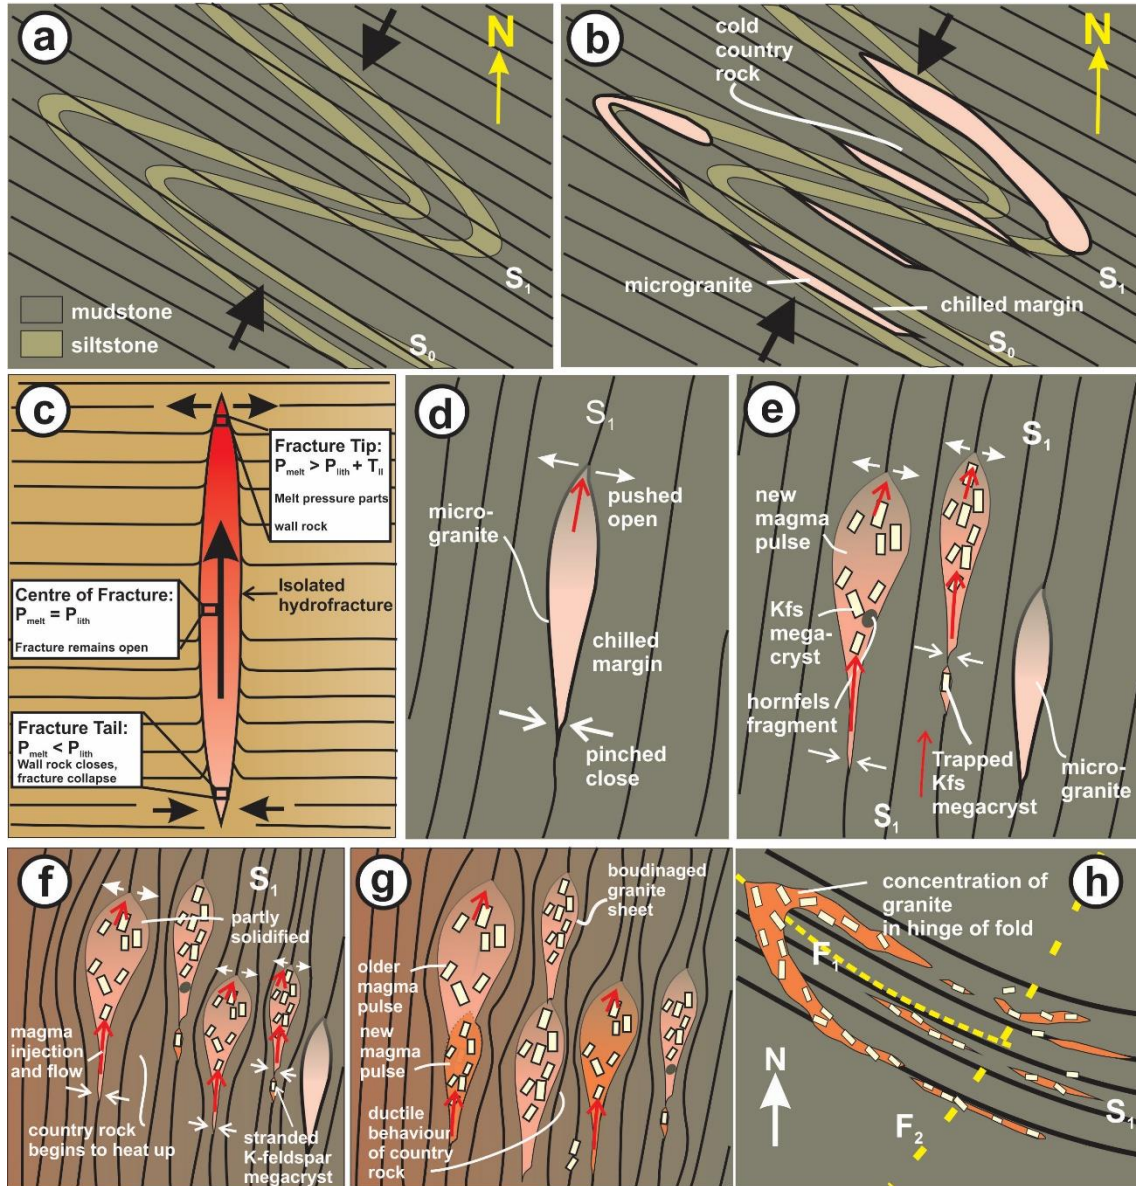 a
N
S₁
mudstone
siltstone
S₀
b
cold
country
rock
N
S₁
microgranite
chilled margin
S₀
c
Fracture Tip:
Pmelt > Plith + TII
Melt pressure parts
wall rock
Centre of Fracture:
Pmelt = Plith
Fracture remains open
Isolated
hydrofracture
Fracture Tail:
Pmelt < Plith
Wall rock closes,
fracture collapse
d
S₁
pushed
open
micro-
granite
chilled
margin
pinched
close
e
S₁
new
magma
pulse
Kfs
mega-
cryst
hornfels
fragment
Trapped
Kfs
megacryst
micro-
granite
S₁
f
S₁
partly
solidified
magma
injection
and flow
country rock
begins to heat up
stranded
K-feldspar
megacryst
g
boudinaged
granite
sheet
older
magma
pulse
new
magma
pulse
ductile
behaviour
of country
rock
h
concentration of
granite
in hinge of fold
F₁
N
S₁
F₂